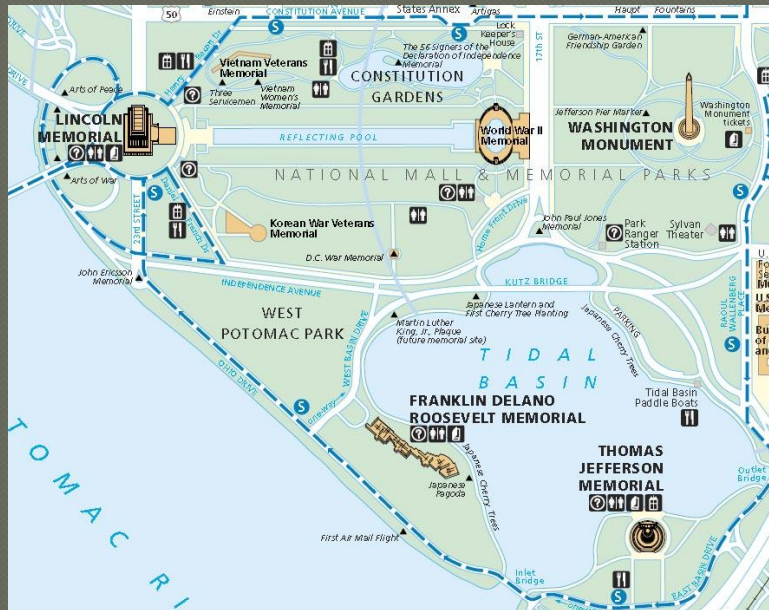 50
Einstein
CONSTITUTION AVENUE
States Annex
Artigas
Haupt Fountains
Lock
Keeper's
House
17th ST
German-American
Friendship Garden
Henry Bacon Dr
Vietnam Veterans
Memorial
The 56 Signers of the
Declaration of Independence
Memorial
CONSTITUTION
GARDENS
Arts of Peace
Three
Servicemen
Vietnam
Women's
Memorial
Jefferson Pier Marker
Washington
Monument
tickets
LINCOLN
MEMORIAL
REFLECTING POOL
World War II
Memorial
WASHINGTON
MONUMENT
NATIONAL MALL & MEMORIAL PARKS
Arts of War
23RD STREET
Daniel French Dr
Korean War Veterans
Memorial
Home Front Drive
John Paul Jones
Memorial
Park
Ranger
Station
Sylvan
Theater
D.C. War Memorial
John Ericsson
Memorial
INDEPENDENCE AVENUE
KUTZ BRIDGE
RAOUL
WALLENBERG
PLACE
WEST
POTOMAC PARK
Japanese Lantern and
First Cherry Tree Planting
PARKING
Japanese Cherry Trees
Martin Luther
King, Jr., Plaque
(future memorial site)
WEST BASIN DRIVE
OHIO DRIVE
one-way
TIDAL
BASIN
FRANKLIN DELANO
ROOSEVELT MEMORIAL
Tidal Basin
Paddle Boats
Japanese
Pagoda
Japanese Cherry Trees
THOMAS
JEFFERSON
MEMORIAL
Outlet
Bridge
First Air Mail Flight
Inlet
Bridge
EAST BASIN DRIVE
TOMAC RI